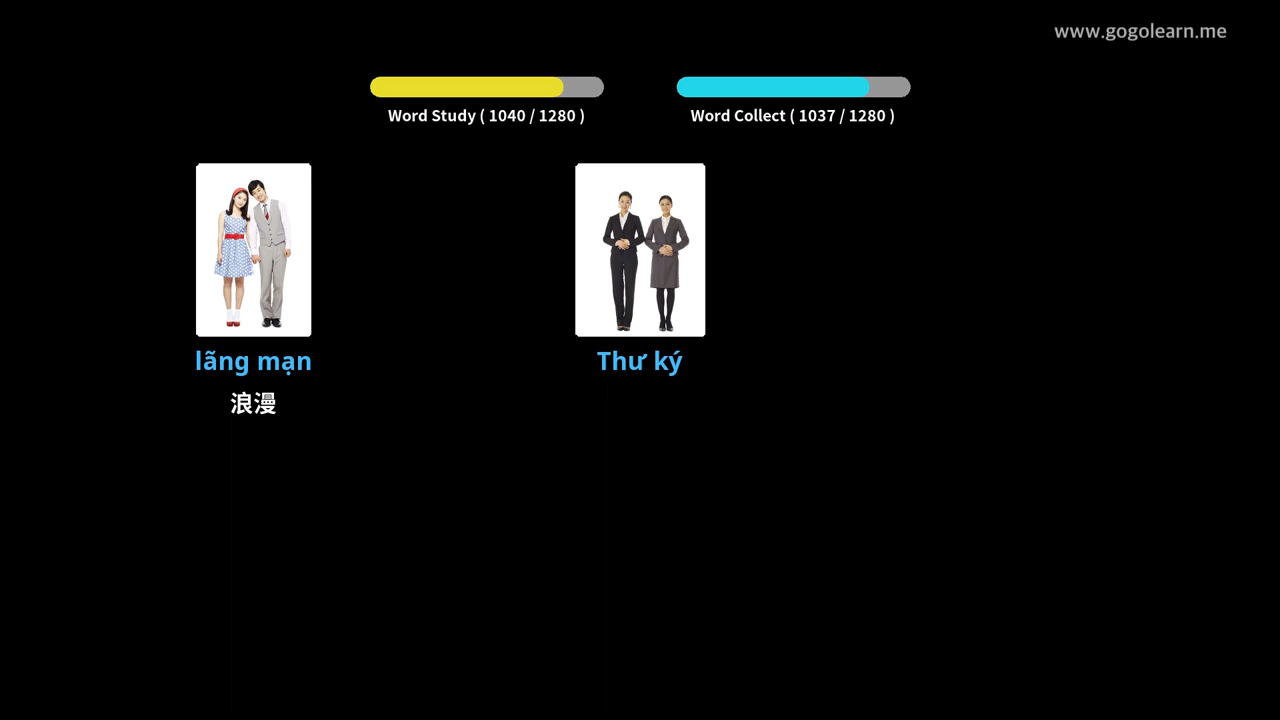 www.gogolearn.me
Word Study ( 1040 / 1280 )
Word Collect ( 1037 / 1280 )
lãng mạn
浪漫
Thư ký